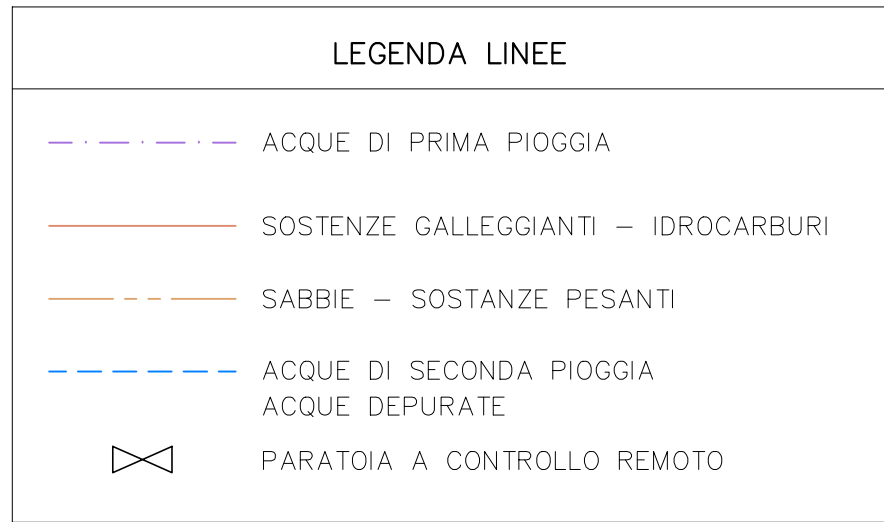 LEGENDA LINEE
ACQUE DI PRIMA PIOGGIA
SOSTENZE GALLEGGIANTI – IDROCARBURI
SABBIE – SOSTANZE PESANTI
ACQUE DI SECONDA PIOGGIA
ACQUE DEPURATE
PARATOIA A CONTROLLO REMOTO